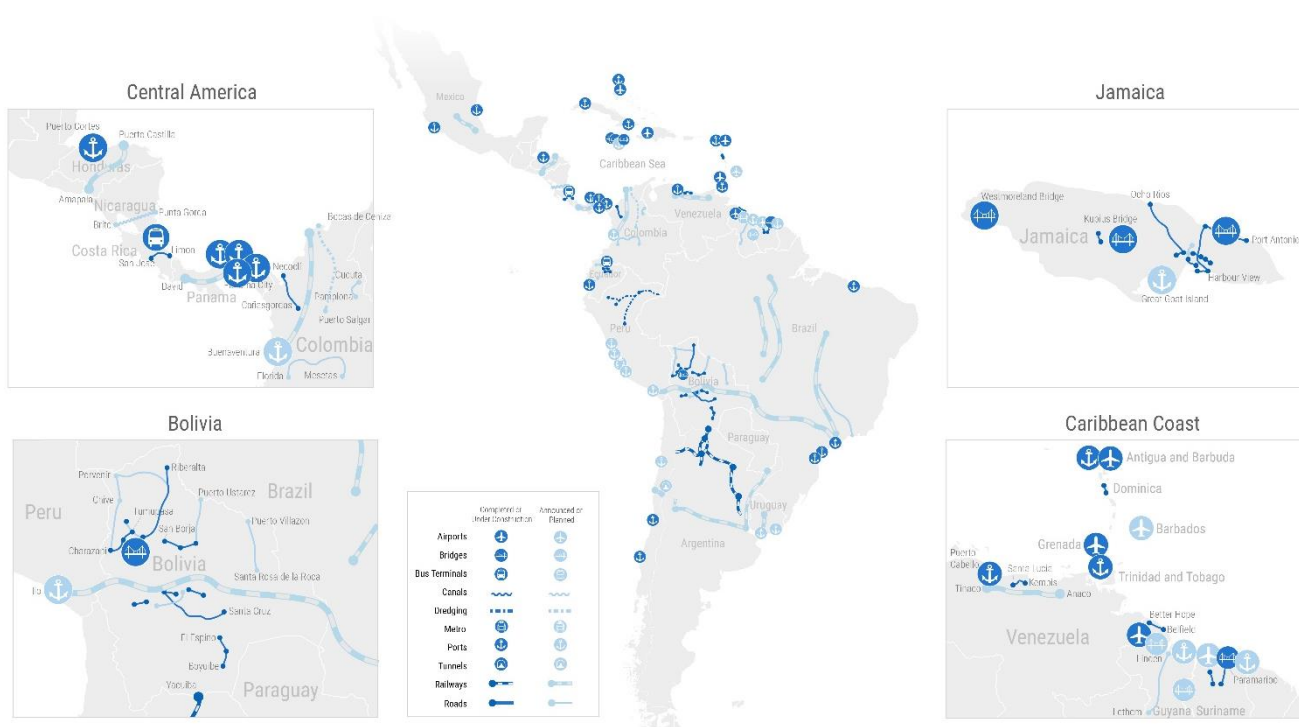 Central America
Puerto Cortes
Puerto Castilla
Honduras
Amapala
Nicaragua
Punta Gorda
Brito
Bocas de Ceniza
Costa Rica
Limon
San Jose
Necocli
Cucuta
David
Panama City
Panama
Cañasgordas
Pamplona
Puerto Salgar
Buenaventura
Colombia
Florida
Mesetas
Bolivia
Riberalta
Porvenir
Puerto Ustarez
Brazil
Peru
Chive
Tumupasa
San Borja
Puerto Villazon
Charazani
Bolivia
Santa Rosa de la Roca
Ilo
Santa Cruz
El Espino
Boyuibe
Yacuiba
Paraguay
Mexico
Caribbean Sea
Venezuela
Colombia
Ecuador
Peru
Brazil
Bolivia
Paraguay
Uruguay
Argentina
Completed or
Under Construction
Announced or
Planned
Airports
Bridges
Bus Terminals
Canals
Dredging
Metro
Ports
Tunnels
Railways
Roads
Jamaica
Westmoreland Bridge
Ocho Rios
Kupius Bridge
Jamaica
Port Antonio
Harbour View
Great Goat Island
Caribbean Coast
Antigua and Barbuda
Dominica
Barbados
Grenada
Puerto
Cabello
Santa Lucia
Kempis
Trinidad and Tobago
Tinaco
Anaco
Better Hope
Belfield
Venezuela
Linden
Paramaribo
Lethem
Guyana
Suriname